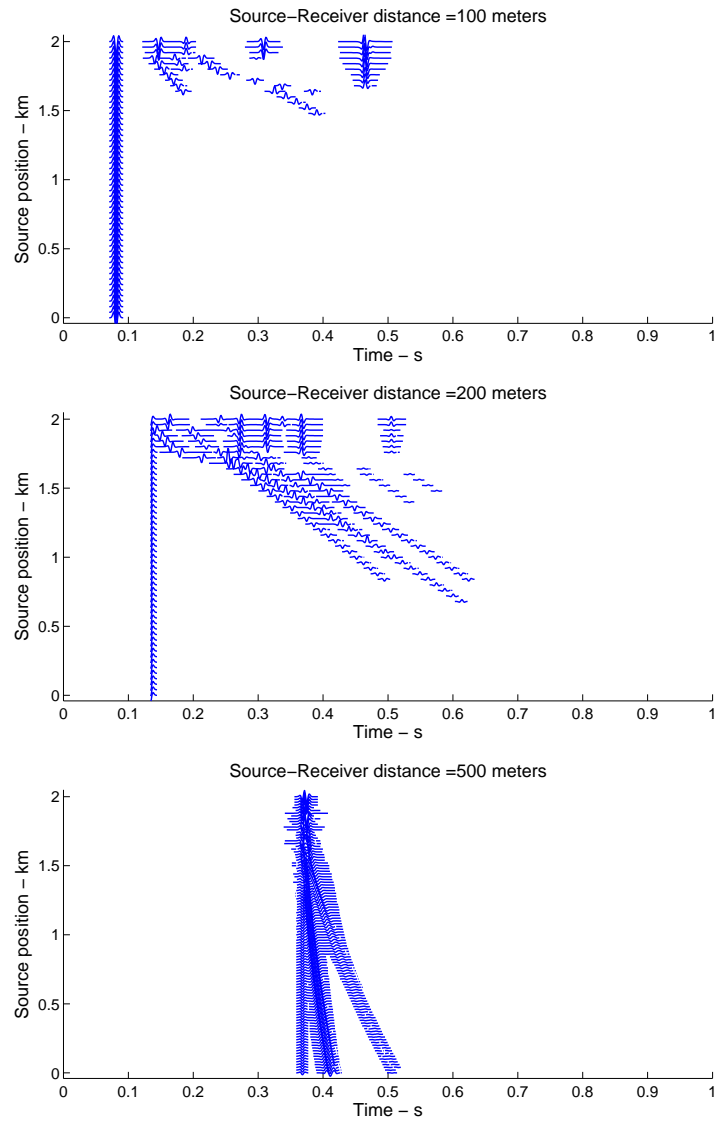 Source−Receiver distance =100 meters
2
1.5
1
0.5
0
Source position − km
0 0.1 0.2 0.3 0.4 0.5 0.6 0.7 0.8 0.9 1
Time − s
Source−Receiver distance =200 meters
2
1.5
1
0.5
0
Source position − km
0 0.1 0.2 0.3 0.4 0.5 0.6 0.7 0.8 0.9 1
Time − s
Source−Receiver distance =500 meters
2
1.5
1
0.5
0
Source position − km
0 0.1 0.2 0.3 0.4 0.5 0.6 0.7 0.8 0.9 1
Time − s